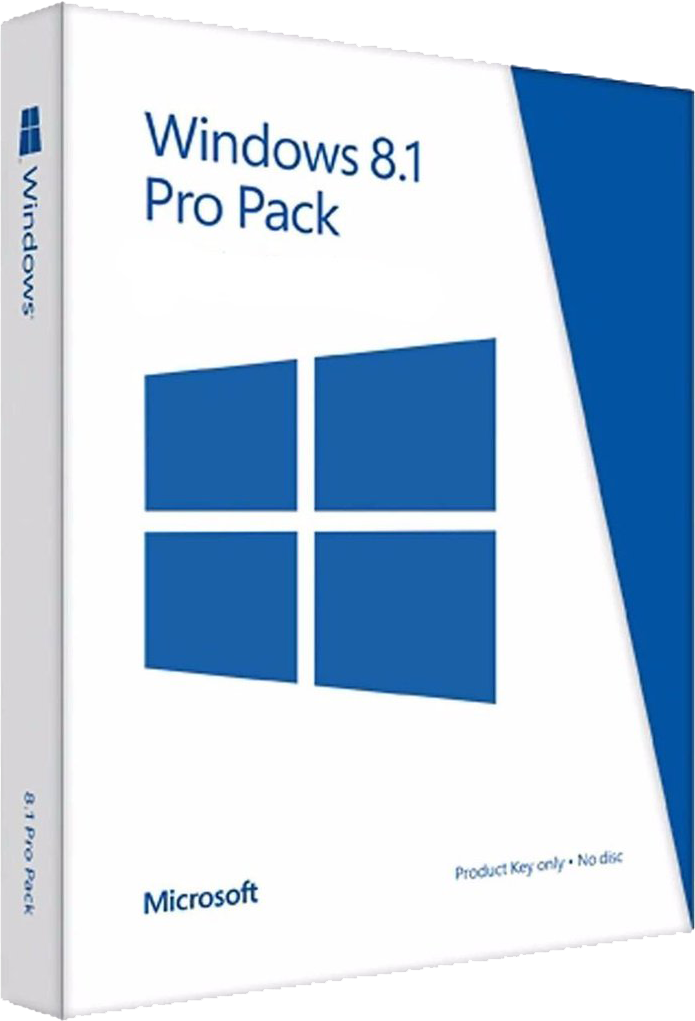 Windows 8.1
Pro Pack
Windows
8.1 Pro Pack
Microsoft
Product Key only • No disc